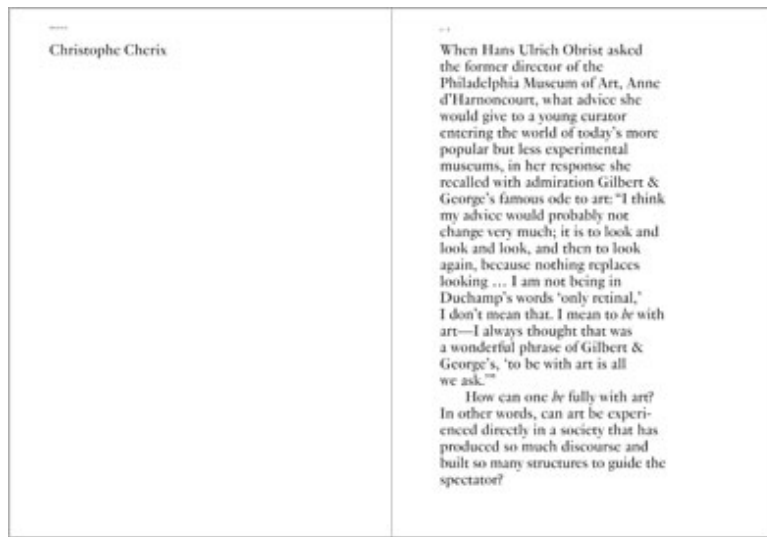 Christophe Cherix
When Hans Ulrich Obrist asked
the former director of the
Philadelphia Museum of Art, Anne
d'Harnoncourt, what advice she
would give to a young curator
entering the world of today's more
popular but less experimental
museums, in her response she
recalled with admiration Gilbert &
George's famous ode to art: “I think
my advice would probably not
change very much; it is to look and
look and look, and then to look
again, because nothing replaces
looking … I am not being in
Duchamp's words ‘only retinal,’
I don't mean that. I mean to be with
art—I always thought that was
a wonderful phrase of Gilbert &
George's, ‘to be with art is all
we ask.’”
How can one be fully with art?
In other words, can art be experi-
enced directly in a society that has
produced so much discourse and
built so many structures to guide the
spectator?